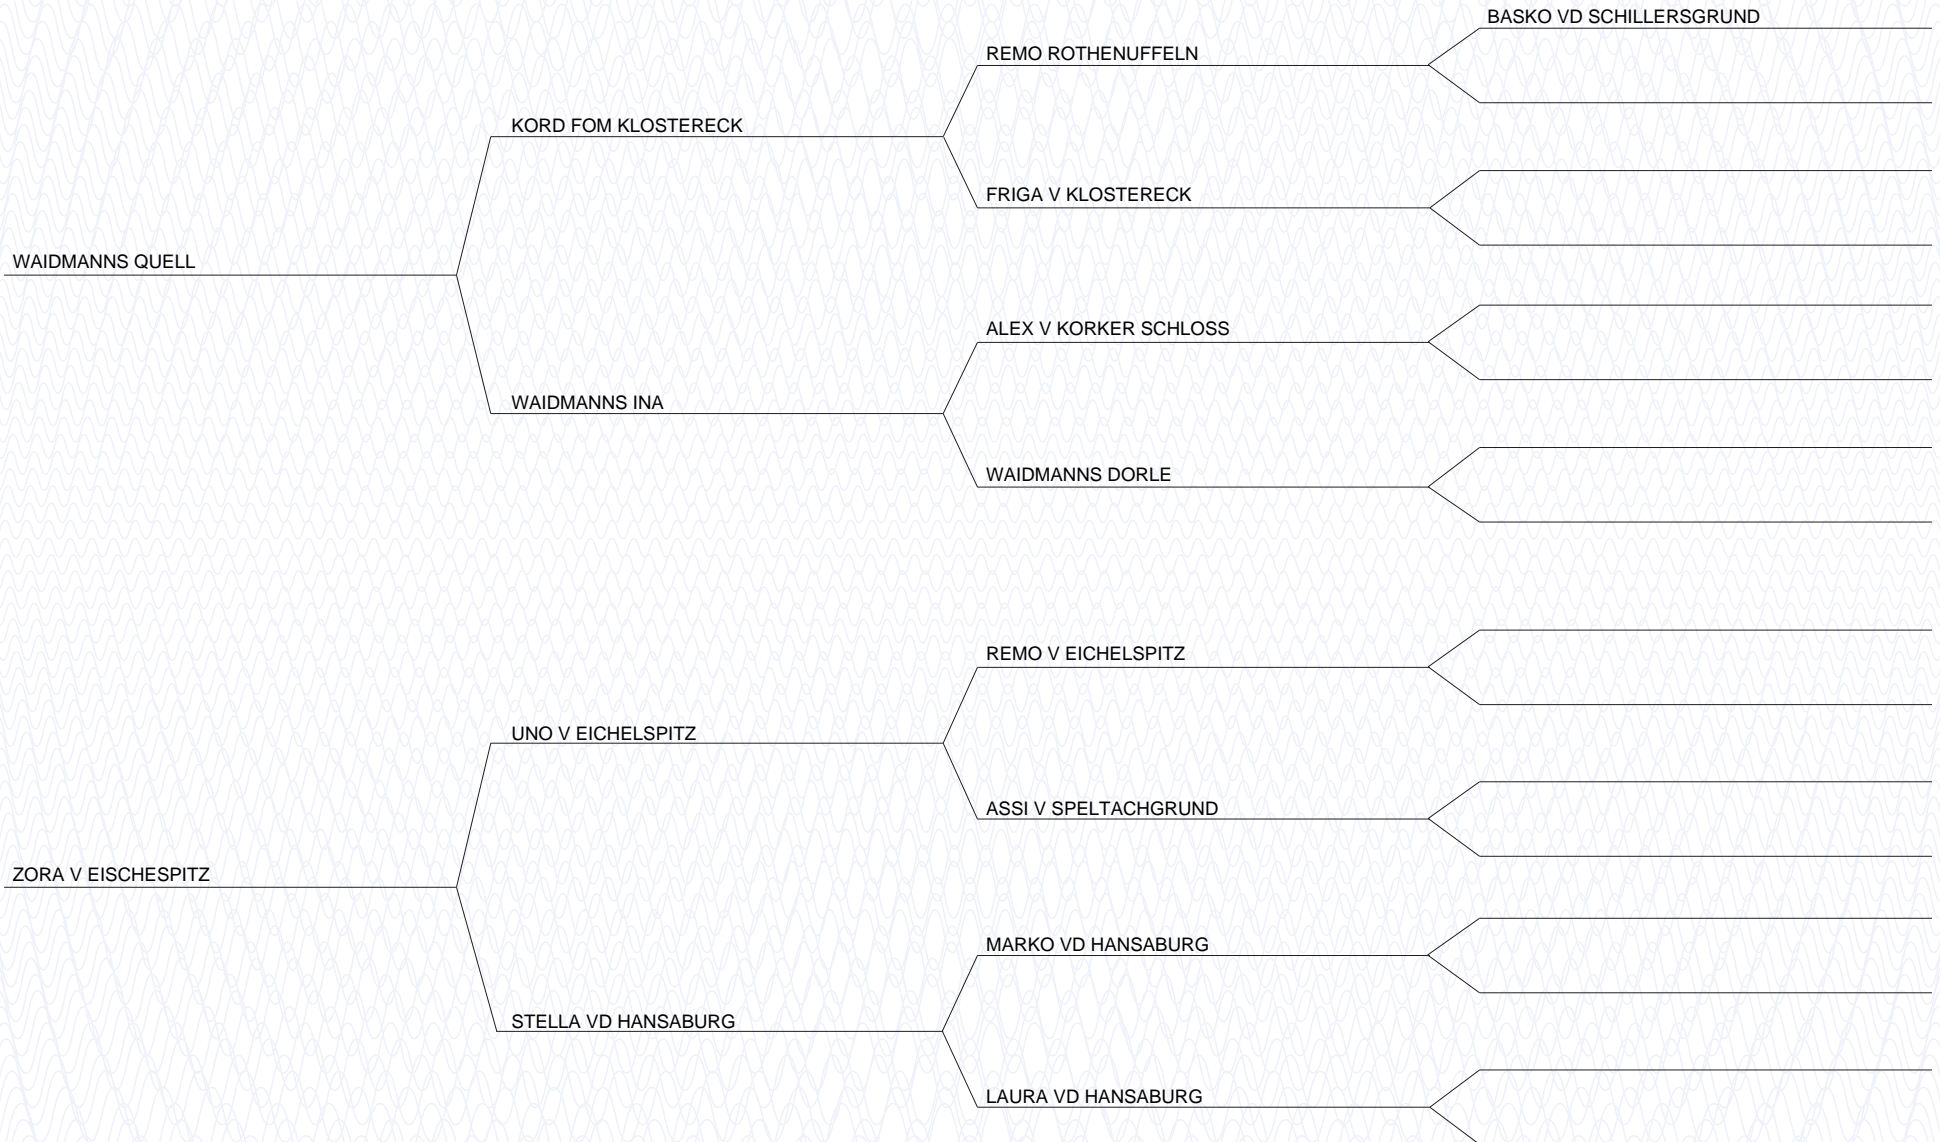 BASKO VD SCHILLERSGRUND
REMO ROTHENUFFELN
KORD FOM KLOSTERECK
FRIGA V KLOSTERECK
WAIDMANNS QUELL
ALEX V KORKER SCHLOSS
WAIDMANNS INA
WAIDMANNS DORLE
REMO V EICHELSPITZ
UNO V EICHELSPITZ
ASSI V SPELTACHGRUND
ZORA V EISCHESPITZ
MARKO VD HANSABURG
STELLA VD HANSABURG
LAURA VD HANSABURG